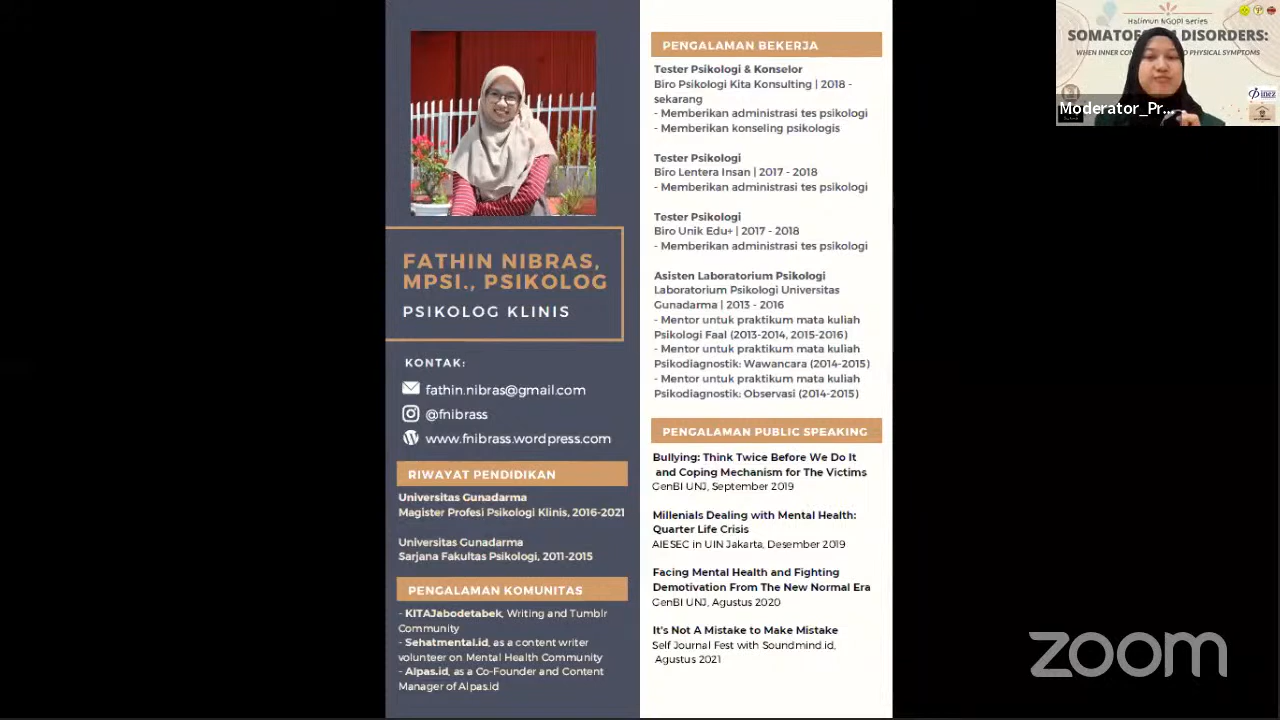 FATHIN NIBRAS,
MPSI., PSIKOLOG
PSIKOLOG KLINIS
KONTAK:
fathin.nibras@gmail.com
@fnibrass
www.fnibrass.wordpress.com
RIWAYAT PENDIDIKAN
Universitas Gunadarma
Magister Profesi Psikologi Klinis, 2016-2021
Universitas Gunadarma
Sarjana Fakultas Psikologi, 2011-2015
PENGALAMAN KOMUNITAS
- KITAJabodetabek, Writing and Tumblr
Community
- Sehatmental.id, as a content writer
volunteer on Mental Health Community
- Alpas.id, as a Co-Founder and Content
Manager of Alpas.id
PENGALAMAN BEKERJA
Tester Psikologi & Konselor
Biro Psikologi Kita Konsulting | 2018 -
sekarang
- Memberikan administrasi tes psikologi
- Memberikan konseling psikologis
Tester Psikologi
Biro Lentera Insan | 2017 - 2018
- Memberikan administrasi tes psikologi
Tester Psikologi
Biro Unik Edu+ | 2017 - 2018
- Memberikan administrasi tes psikologi
Asisten Laboratorium Psikologi
Laboratorium Psikologi Universitas
Gunadarma | 2013 - 2016
- Mentor untuk praktikum mata kuliah
Psikologi Faal (2013-2014, 2015-2016)
- Mentor untuk praktikum mata kuliah
Psikodiagnostik: Wawancara (2014-2015)
- Mentor untuk praktikum mata kuliah
Psikodiagnostik: Observasi (2014-2015)
PENGALAMAN PUBLIC SPEAKING
Bullying: Think Twice Before We Do It
and Coping Mechanism for The Victims
GenBI UNJ, September 2019
Millenials Dealing with Mental Health:
Quarter Life Crisis
AIESEC in UIN Jakarta, Desember 2019
Facing Mental Health and Fighting
Demotivation From The New Normal Era
GenBI UNJ, Agustus 2020
It's Not A Mistake to Make Mistake
Self Journal Fest with Soundmind.id,
Agustus 2021
Halimun NGOPI series
DISORDERS:
WHEN INNER
PHYSICAL SYMPTOMS
inez
Moderator_Pr...
zoom